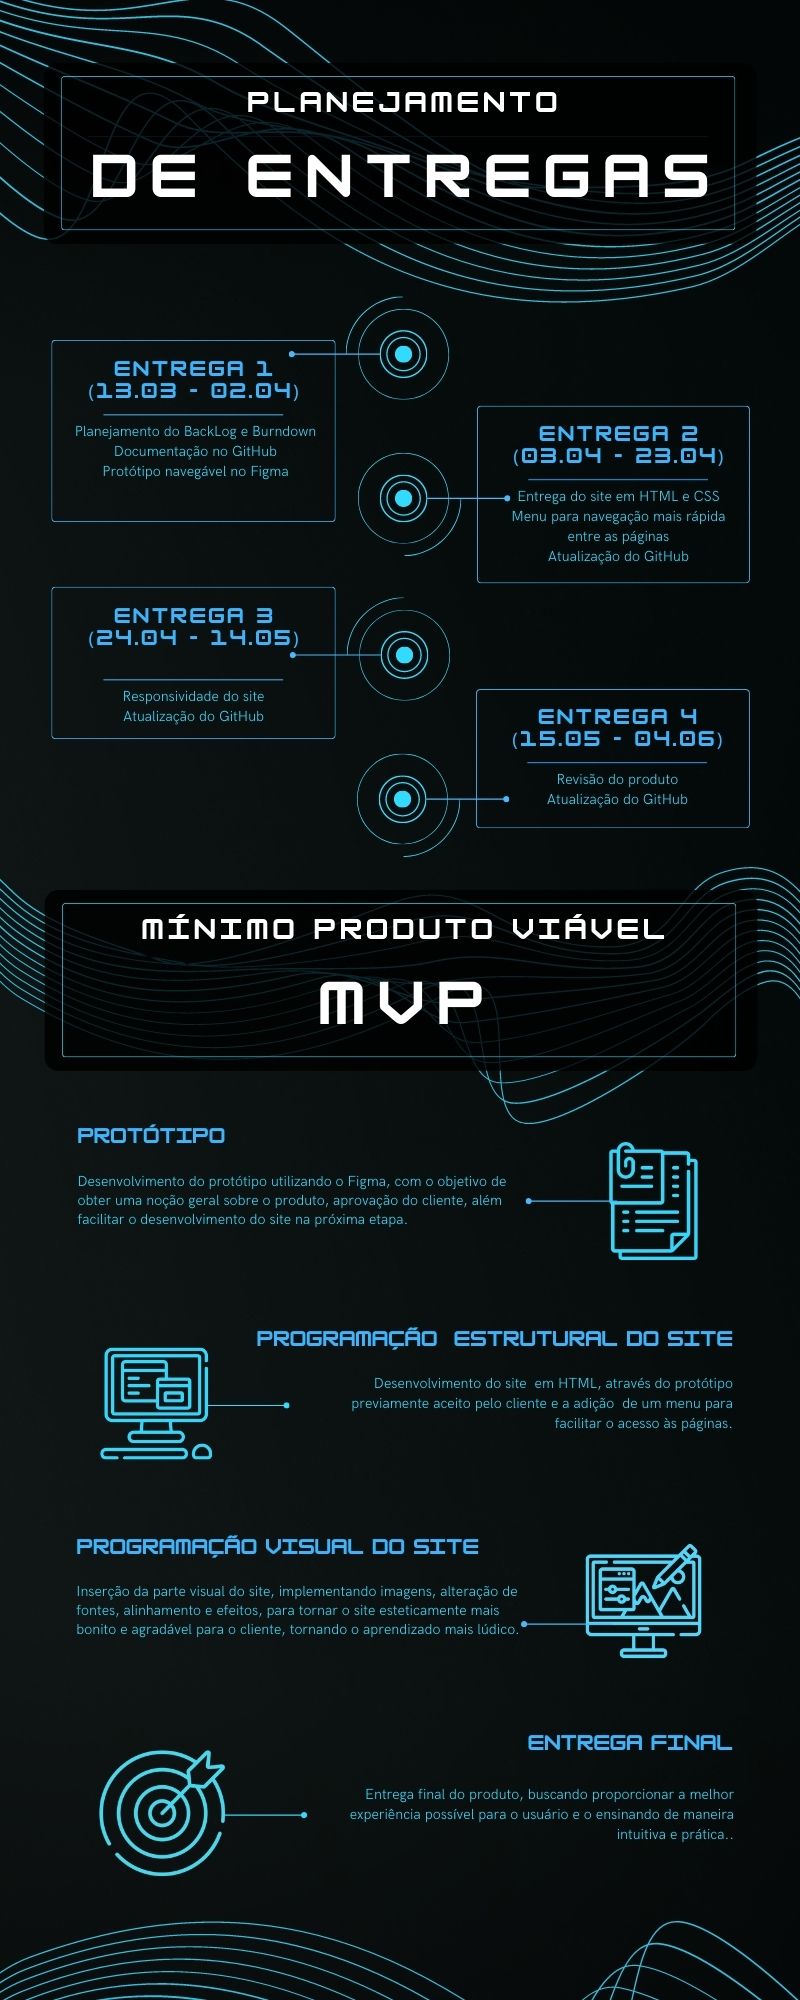 PLANEJAMENTO
DE ENTREGAS
ENTREGA 1
(13.03 - 02.04)
Planejamento do BackLog e Burndown
Documentação no GitHub
Protótipo navegável no Figma
ENTREGA 2
(03.04 - 23.04)
Entrega do site em HTML e CSS
Menu para navegação mais rápida
entre as páginas
Atualização do GitHub
ENTREGA 3
(24.04 - 14.05)
Responsividade do site
Atualização do GitHub
ENTREGA 4
(15.05 - 04.06)
Revisão do produto
Atualização do GitHub
MÍNIMO PRODUTO VIÁVEL
MVP
PROTÓTIPO
Desenvolvimento do protótipo utilizando o Figma, com o objetivo de
obter uma noção geral sobre o produto, aprovação do cliente, além
facilitar o desenvolvimento do site na próxima etapa.
PROGRAMAÇÃO ESTRUTURAL DO SITE
Desenvolvimento do site em HTML, através do protótipo
previamente aceito pelo cliente e a adição de um menu para
facilitar o acesso às páginas.
PROGRAMAÇÃO VISUAL DO SITE
Inserção da parte visual do site, implementando imagens, alteração de
fontes, alinhamento e efeitos, para tornar o site esteticamente mais
bonito e agradável para o cliente, tornando o aprendizado mais lúdico.
ENTREGA FINAL
Entrega final do produto, buscando proporcionar a melhor
experiência possível para o usuário e o ensinando de maneira
intuitiva e prática..